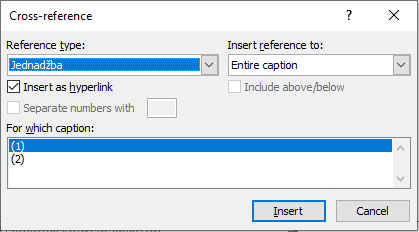 Cross-reference
Reference type: Insert reference to:
Jednadžba Entire caption
Insert as hyperlink Include above/below
Separate numbers with
For which caption:
(1)
(2)
Insert Cancel